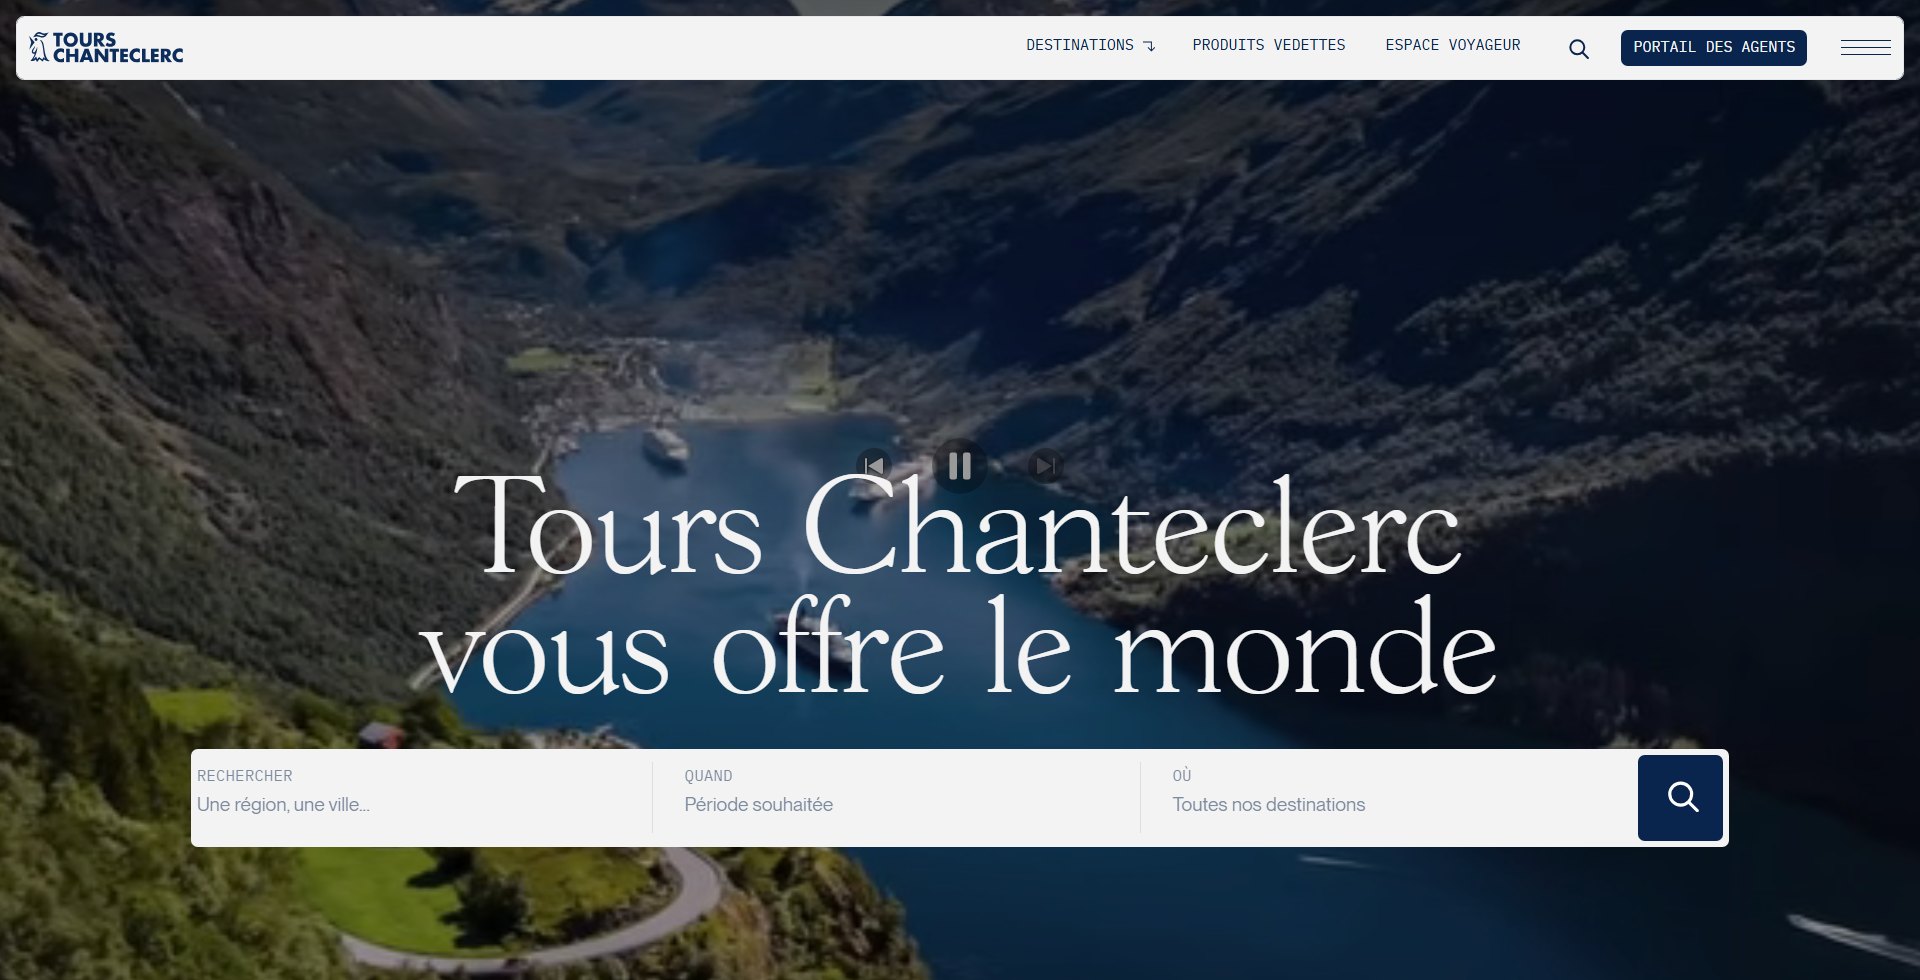 TOURS
CHANTECLERC
DESTINATIONS
PRODUITS VEDETTES
ESPACE VOYAGEUR
PORTAIL DES AGENTS
Tours Chanteclerc
vous offre le monde
RECHERCHER
Une région, une ville...
QUAND
Période souhaitée
OÙ
Toutes nos destinations